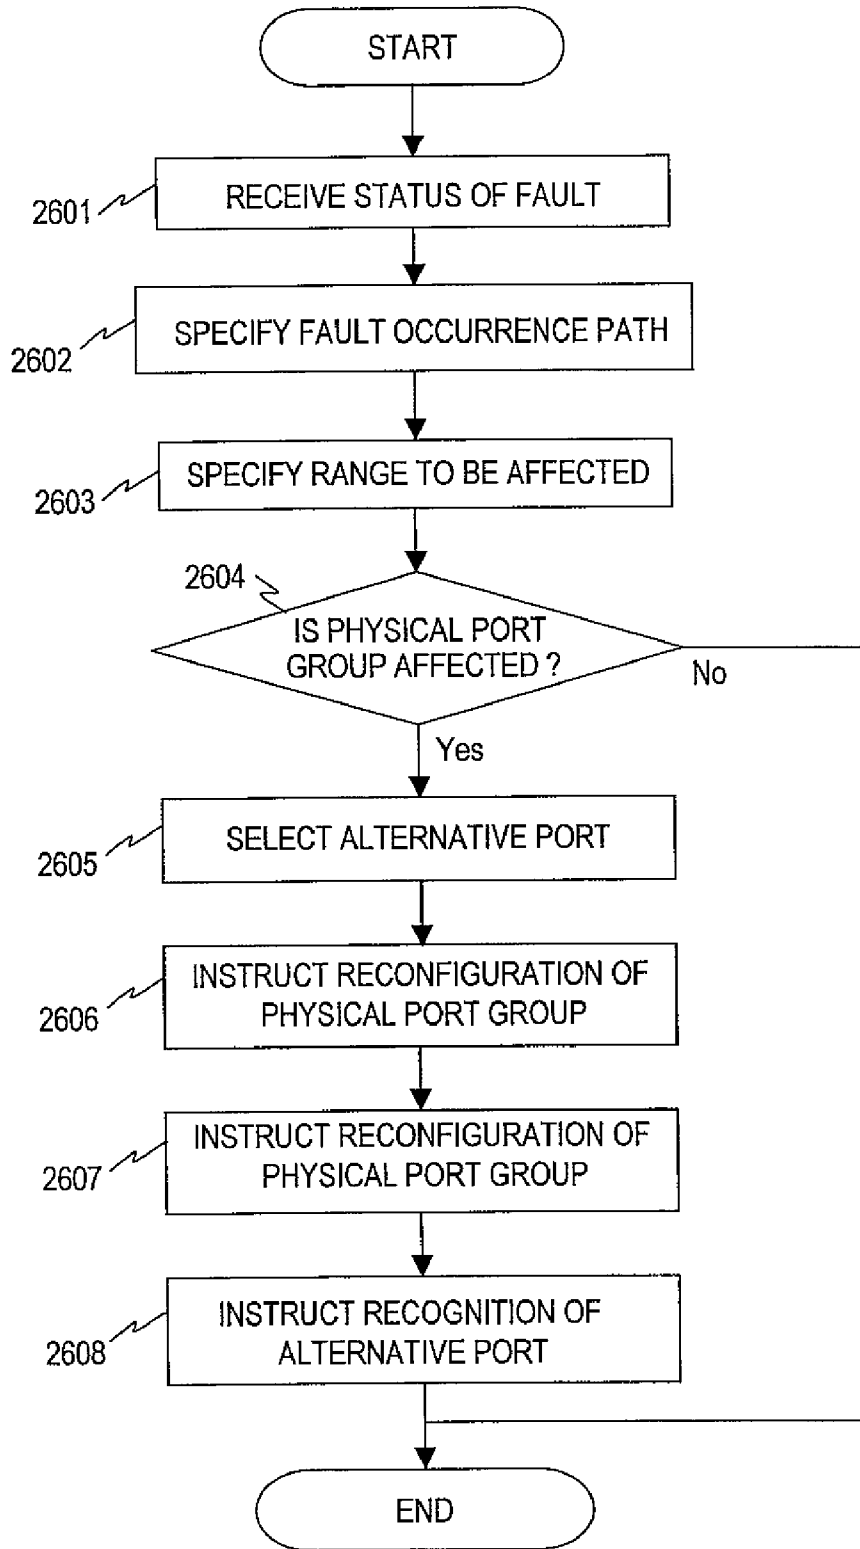 START
2601
RECEIVE STATUS OF FAULT
2602
SPECIFY FAULT OCCURRENCE PATH
2603
SPECIFY RANGE TO BE AFFECTED
2604
IS PHYSICAL PORT
GROUP AFFECTED ?
No
Yes
2605
SELECT ALTERNATIVE PORT
2606
INSTRUCT RECONFIGURATION OF
PHYSICAL PORT GROUP
2607
INSTRUCT RECONFIGURATION OF
PHYSICAL PORT GROUP
2608
INSTRUCT RECOGNITION OF
ALTERNATIVE PORT
END